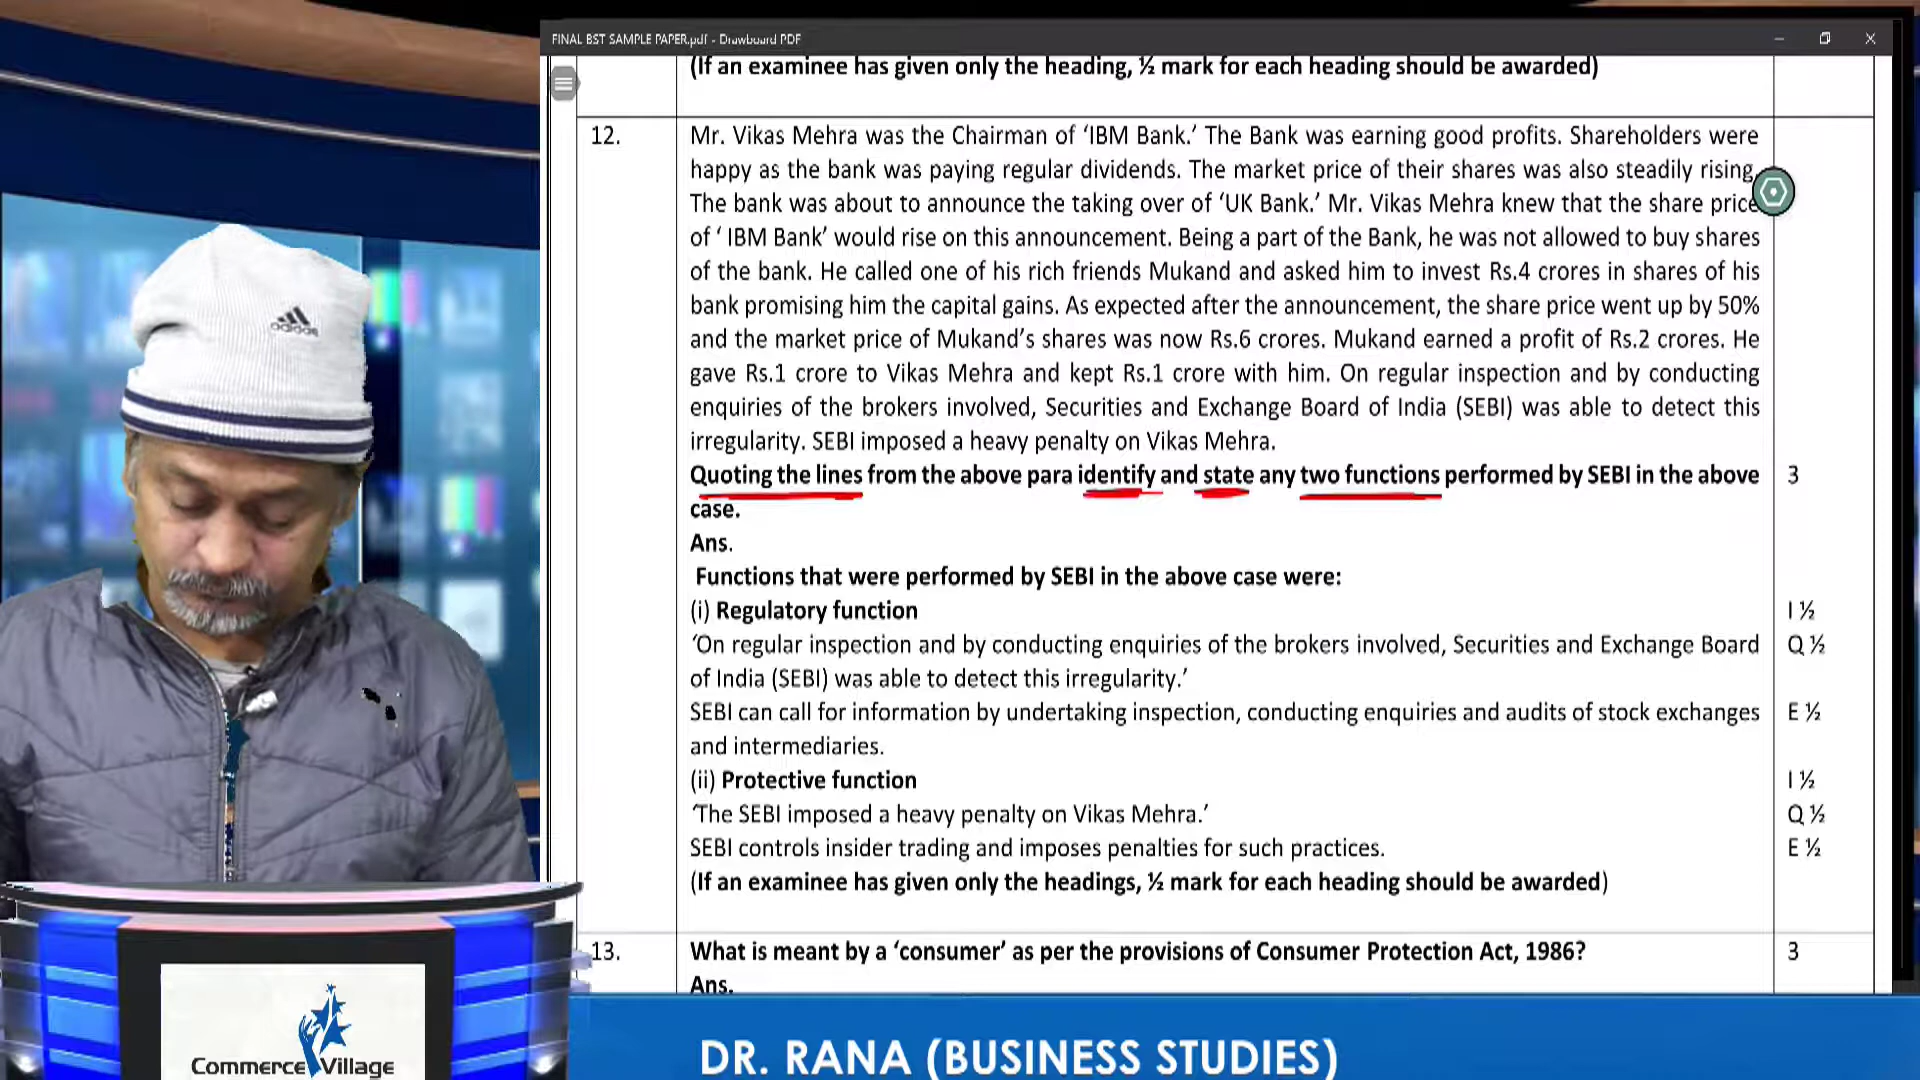 FINAL BST SAMPLE PAPER.pdf - Drawboard PDF
(If an examinee has given only the heading, ½ mark for each heading should be awarded)
12.
Mr. Vikas Mehra was the Chairman of ‘IBM Bank.’ The Bank was earning good profits. Shareholders were
happy as the bank was paying regular dividends. The market price of their shares was also steadily rising.
The bank was about to announce the taking over of ‘UK Bank.’ Mr. Vikas Mehra knew that the share price
of ‘ IBM Bank’ would rise on this announcement. Being a part of the Bank, he was not allowed to buy shares
of the bank. He called one of his rich friends Mukand and asked him to invest Rs.4 crores in shares of his
bank promising him the capital gains. As expected after the announcement, the share price went up by 50%
and the market price of Mukand’s shares was now Rs.6 crores. Mukand earned a profit of Rs.2 crores. He
gave Rs.1 crore to Vikas Mehra and kept Rs.1 crore with him. On regular inspection and by conducting
enquiries of the brokers involved, Securities and Exchange Board of India (SEBI) was able to detect this
irregularity. SEBI imposed a heavy penalty on Vikas Mehra.
Quoting the lines from the above para identify and state any two functions performed by SEBI in the above 3
case.
Ans.
Functions that were performed by SEBI in the above case were:
(i) Regulatory function I ½
‘On regular inspection and by conducting enquiries of the brokers involved, Securities and Exchange Board Q ½
of India (SEBI) was able to detect this irregularity.’
SEBI can call for information by undertaking inspection, conducting enquiries and audits of stock exchanges E ½
and intermediaries.
(ii) Protective function I ½
‘The SEBI imposed a heavy penalty on Vikas Mehra.’ Q ½
SEBI controls insider trading and imposes penalties for such practices. E ½
(If an examinee has given only the headings, ½ mark for each heading should be awarded)
13. What is meant by a ‘consumer’ as per the provisions of Consumer Protection Act, 1986? 3
Ans.
adidas
Commerce Village
DR. RANA (BUSINESS STUDIES)